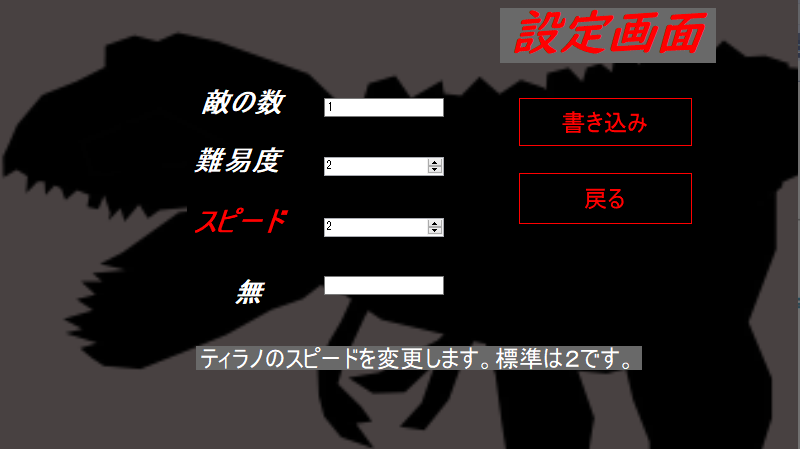 設定画面
敵の数
1
書き込み
難易度
2
戻る
スピード
2
無
ティラノのスピードを変更します。標準は２です。